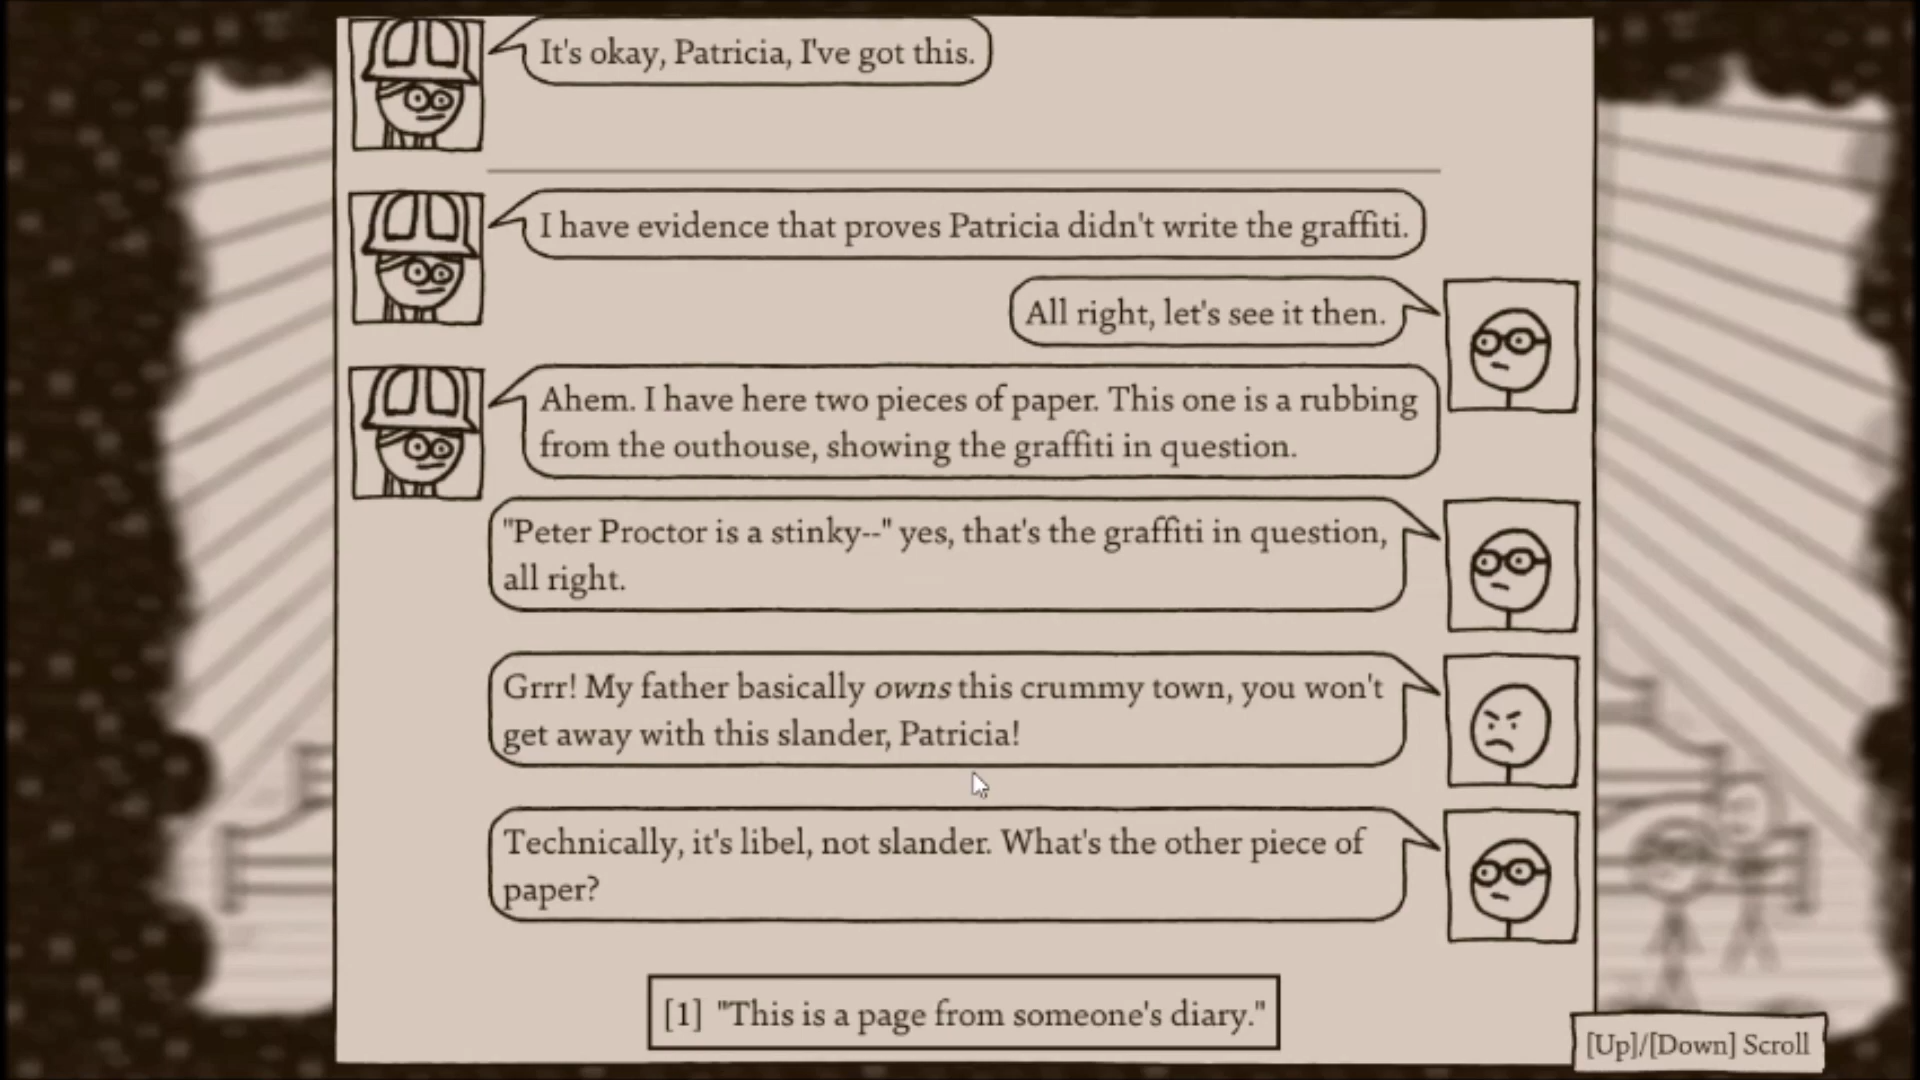 It's okay, Patricia, I've got this.
I have evidence that proves Patricia didn't write the graffiti.
All right, let's see it then.
Ahem. I have here two pieces of paper. This one is a rubbing
from the outhouse, showing the graffiti in question.
"Peter Proctor is a stinky--" yes, that's the graffiti in question,
all right.
Grrr! My father basically owns this crummy town, you won't
get away with this slander, Patricia!
Technically, it's libel, not slander. What's the other piece of
paper?
[1] "This is a page from someone's diary."
[Up]/[Down] Scroll